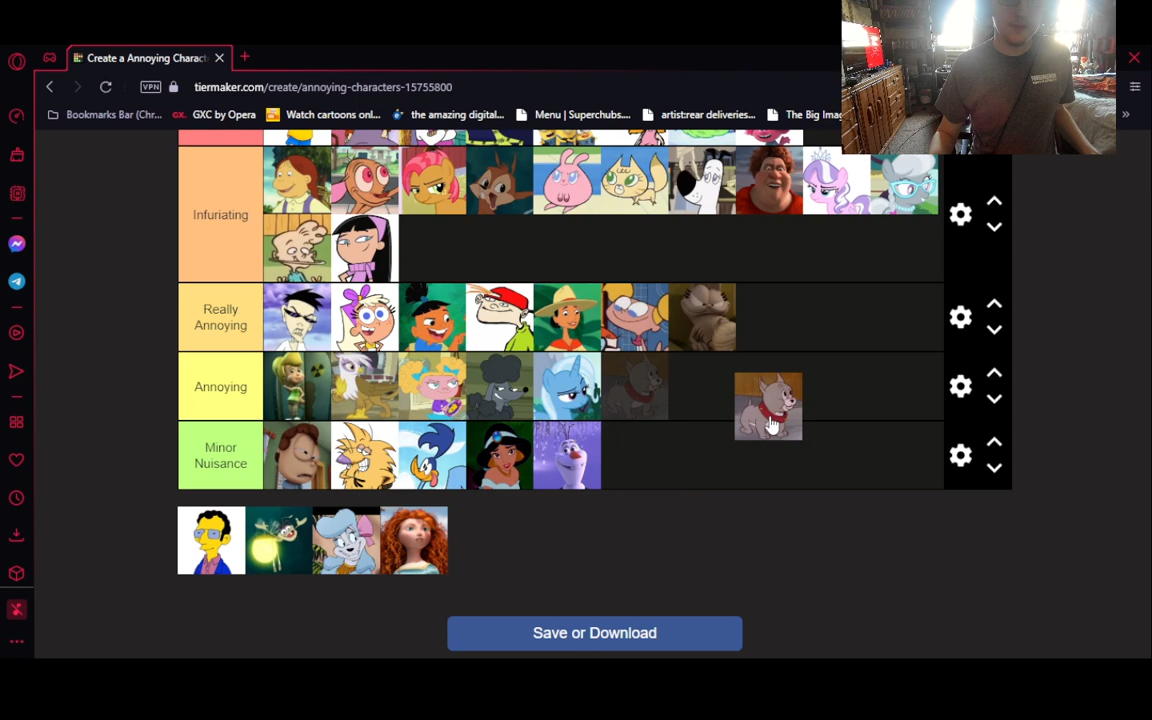 Create a Annoying Charact
VPN
tiermaker.com/create/annoying-characters-15755800
Bookmarks Bar (Chr...
GX.
GXC by Opera
Watch cartoons onl...
the amazing digital...
Menu | Superchubs....
artist:rear deliveries...
The Big Imag
Infuriating
Really
Annoying
Annoying
Minor
Nuisance
Save or Download